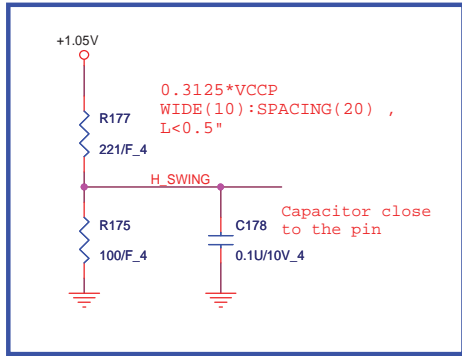 +1.05V
0.3125*VCCP
WIDE(10):SPACING(20) ,
L<0.5"
R177
221/F_4
H_SWING
R175
100/F_4
C178
0.1U/10V_4
Capacitor close
to the pin